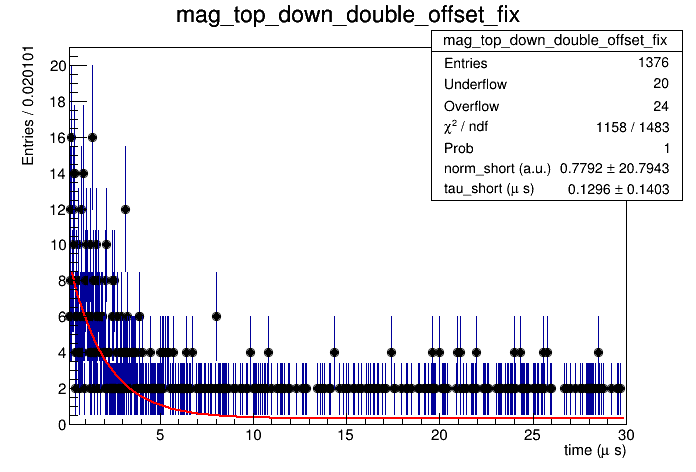 mag_top_down_double_offset_fix
mag_top_down_double_offset_fix
Entries 1376
Underflow 20
Overflow 24
χ² / ndf 1158 / 1483
Prob 1
norm_short (a.u.) 0.7792 ± 20.7943
tau_short (μ s) 0.1296 ± 0.1403
Entries / 0.020101
20
18
16
14
12
10
8
6
4
2
0
5 10 15 20 25 30
time (μ s)